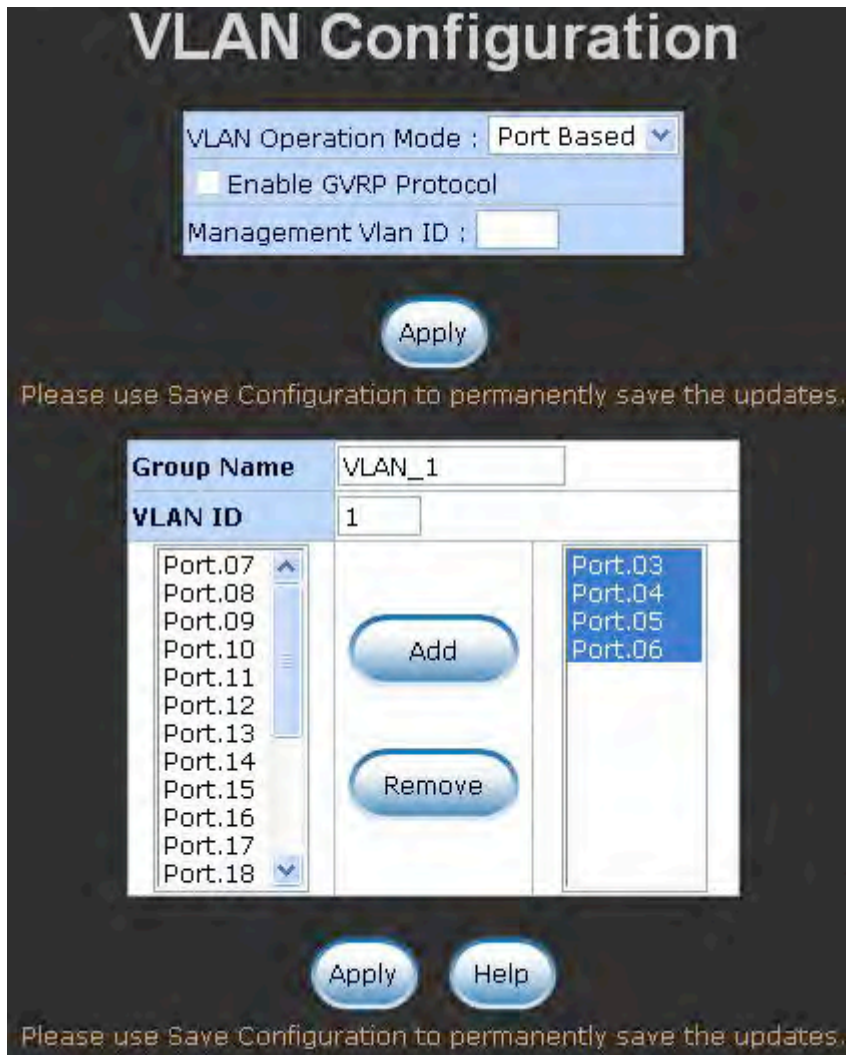 VLAN Configuration
VLAN Operation Mode : Port Based
Enable GVRP Protocol
Management Vlan ID :
Apply
Please use Save Configuration to permanently save the updates.
Group Name VLAN_1
VLAN ID 1
Port.07
Port.08
Port.09
Port.10
Port.11
Port.12
Port.13
Port.14
Port.15
Port.16
Port.17
Port.18
Add
Remove
Port.03
Port.04
Port.05
Port.06
Apply Help
Please use Save Configuration to permanently save the updates.